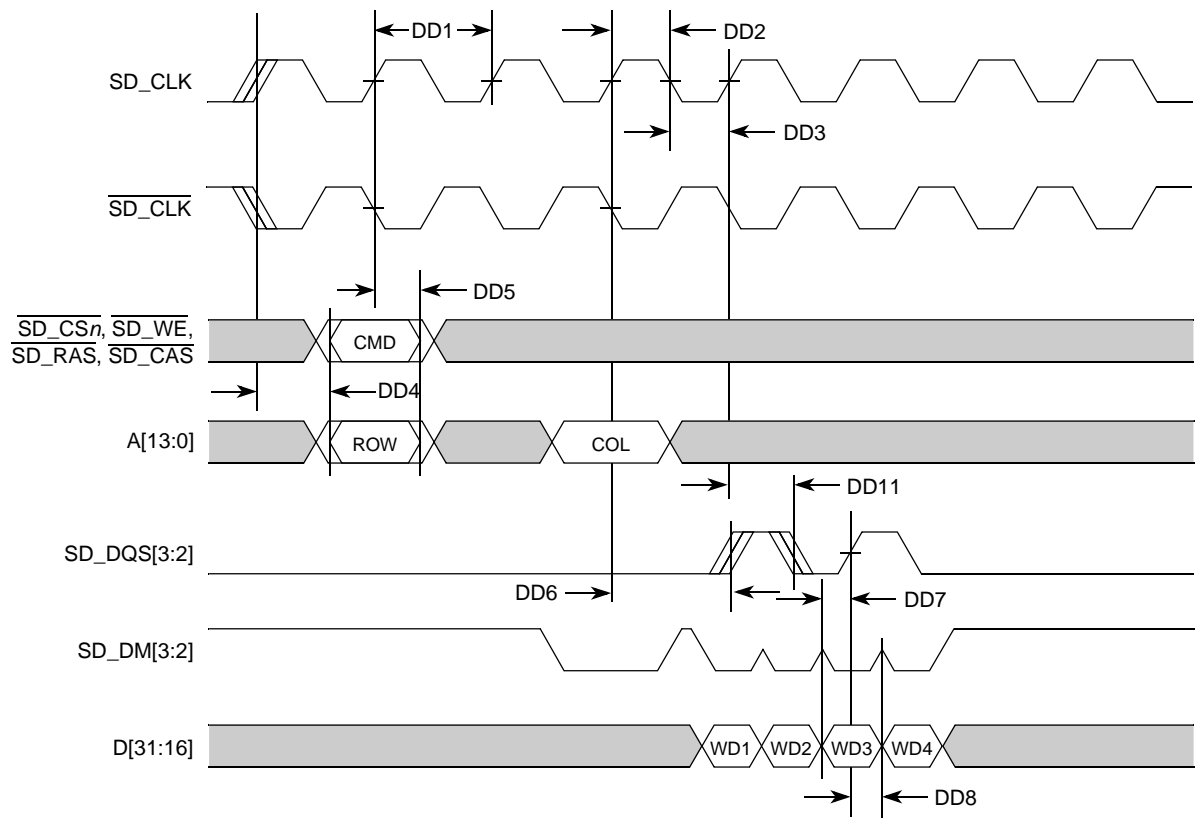 DD1
DD2
SD_CLK
DD3
SD_CLK
DD5
SD_CSn, SD_WE,
SD_RAS, SD_CAS
CMD
DD4
A[13:0]
ROW
COL
DD11
SD_DQS[3:2]
DD6
DD7
SD_DM[3:2]
D[31:16]
WD1
WD2
WD3
WD4
DD8